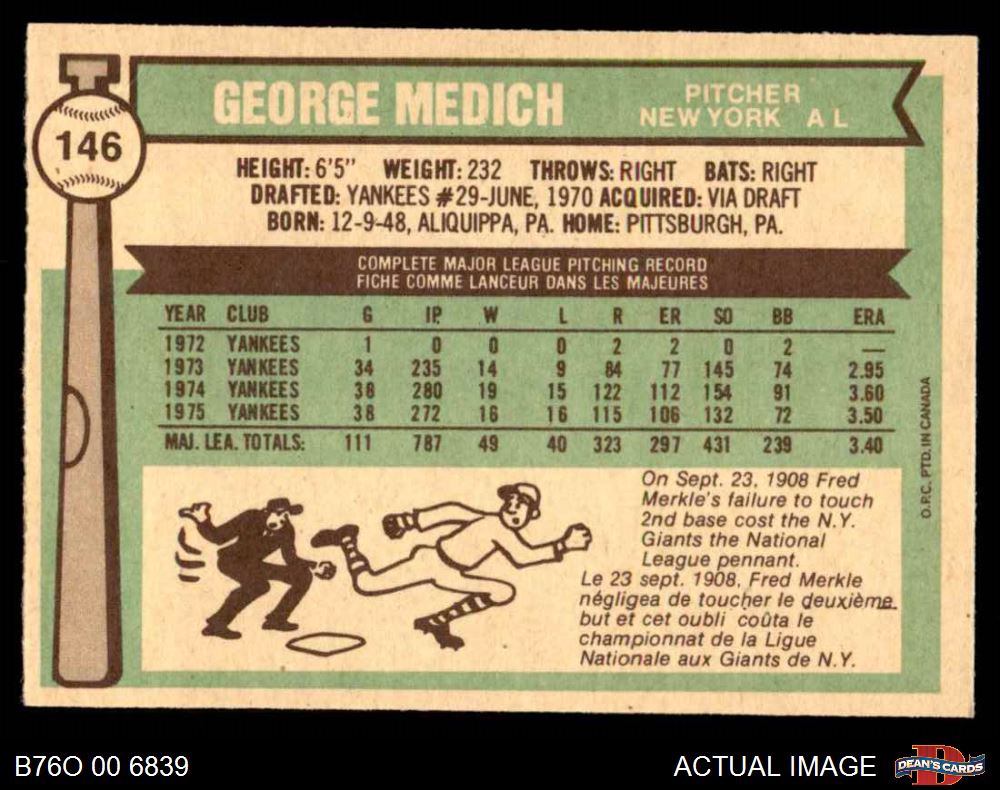 146
GEORGE MEDICH
PITCHER
NEW YORK A L
HEIGHT: 6'5" WEIGHT: 232 THROWS: RIGHT BATS: RIGHT
DRAFTED: YANKEES #29-JUNE, 1970 ACQUIRED: VIA DRAFT
BORN: 12-9-48, ALIQUIPPA, PA. HOME: PITTSBURGH, PA.
COMPLETE MAJOR LEAGUE PITCHING RECORD
FICHE COMME LANCEUR DANS LES MAJEURES
YEAR CLUB G IP W L R ER SO BB ERA
1972 YANKEES 1 0 0 0 2 2 0 2 —
1973 YANKEES 34 235 14 9 84 77 145 74 2.95
1974 YANKEES 38 280 19 15 122 112 154 91 3.60
1975 YANKEES 38 272 16 16 115 106 132 72 3.50
MAJ. LEA. TOTALS: 111 787 49 40 323 297 431 239 3.40
O.P.C. PTD. IN CANADA
On Sept. 23, 1908 Fred
Merkle's failure to touch
2nd base cost the N.Y.
Giants the National
League pennant.
Le 23 sept. 1908, Fred Merkle
négligea de toucher le deuxième
but et cet oubli coûta le
championnat de la Ligue
Nationale aux Giants de N.Y.
B76O 00 6839
ACTUAL IMAGE
DEAN'S CARDS